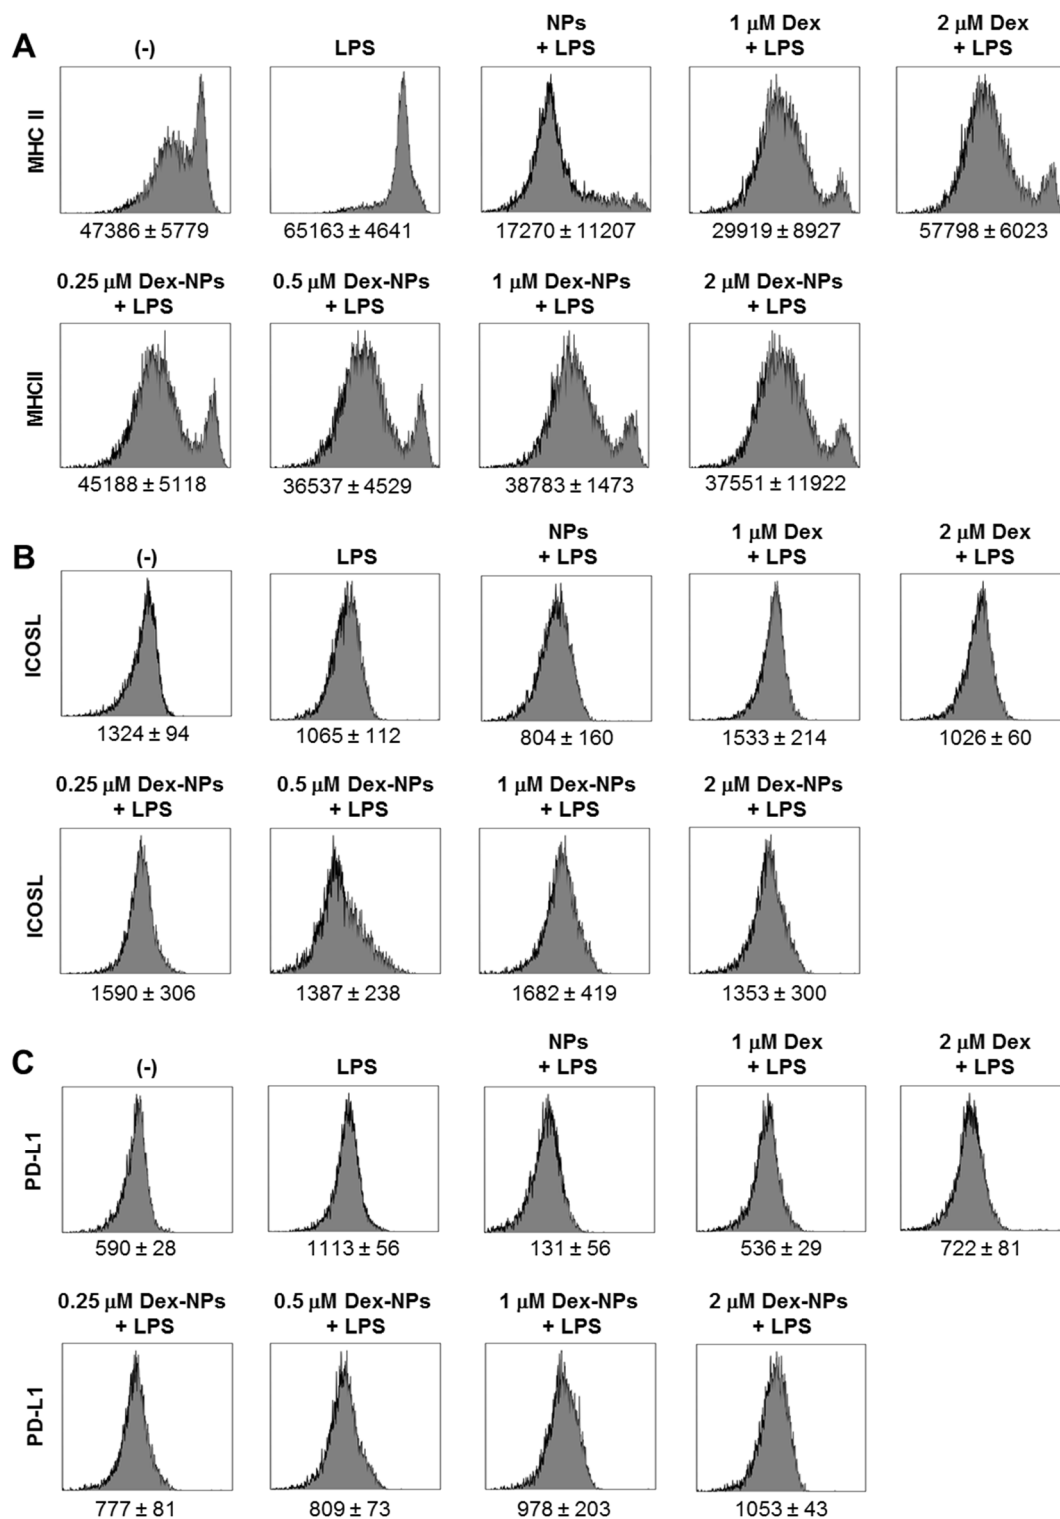 A
(-)
LPS
NPs
+ LPS
1 µM Dex
+ LPS
2 µM Dex
+ LPS
MHC II
47386 ± 5779
65163 ± 4641
17270 ± 11207
29919 ± 8927
57798 ± 6023
0.25 µM Dex-NPs
+ LPS
0.5 µM Dex-NPs
+ LPS
1 µM Dex-NPs
+ LPS
2 µM Dex-NPs
+ LPS
MHCII
45188 ± 5118
36537 ± 4529
38783 ± 1473
37551 ± 11922
B
(-)
LPS
NPs
+ LPS
1 µM Dex
+ LPS
2 µM Dex
+ LPS
ICOSL
1324 ± 94
1065 ± 112
804 ± 160
1533 ± 214
1026 ± 60
0.25 µM Dex-NPs
+ LPS
0.5 µM Dex-NPs
+ LPS
1 µM Dex-NPs
+ LPS
2 µM Dex-NPs
+ LPS
ICOSL
1590 ± 306
1387 ± 238
1682 ± 419
1353 ± 300
C
(-)
LPS
NPs
+ LPS
1 µM Dex
+ LPS
2 µM Dex
+ LPS
PD-L1
590 ± 28
1113 ± 56
131 ± 56
536 ± 29
722 ± 81
0.25 µM Dex-NPs
+ LPS
0.5 µM Dex-NPs
+ LPS
1 µM Dex-NPs
+ LPS
2 µM Dex-NPs
+ LPS
PD-L1
777 ± 81
809 ± 73
978 ± 203
1053 ± 43